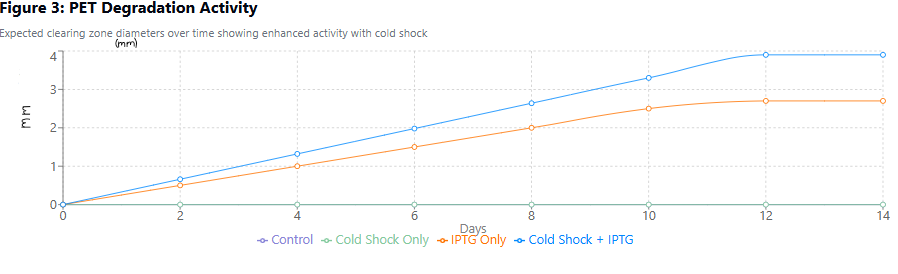 Figure 3: PET Degradation Activity
Expected clearing zone diameters over time showing enhanced activity with cold shock
(mm)
4
3
mm
2
1
0
0 2 4 6 8 10 12 14
Days
Control Cold Shock Only IPTG Only Cold Shock + IPTG